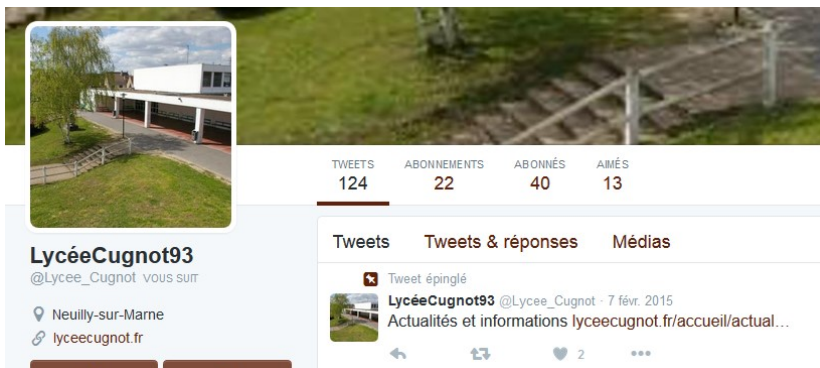 TWEETS ABONNEMENTS ABONNÉS AIMÉS
124 22 40 13
LycéeCugnot93
@Lycee_Cugnot VOUS SUIT
Neuilly-sur-Marne
lyceecugnot.fr
Tweets Tweets & réponses Médias
Tweet épinglé
LycéeCugnot93 @Lycee_Cugnot · 7 févr. 2015
Actualités et informations lyceecugnot.fr/accueil/actual…
2